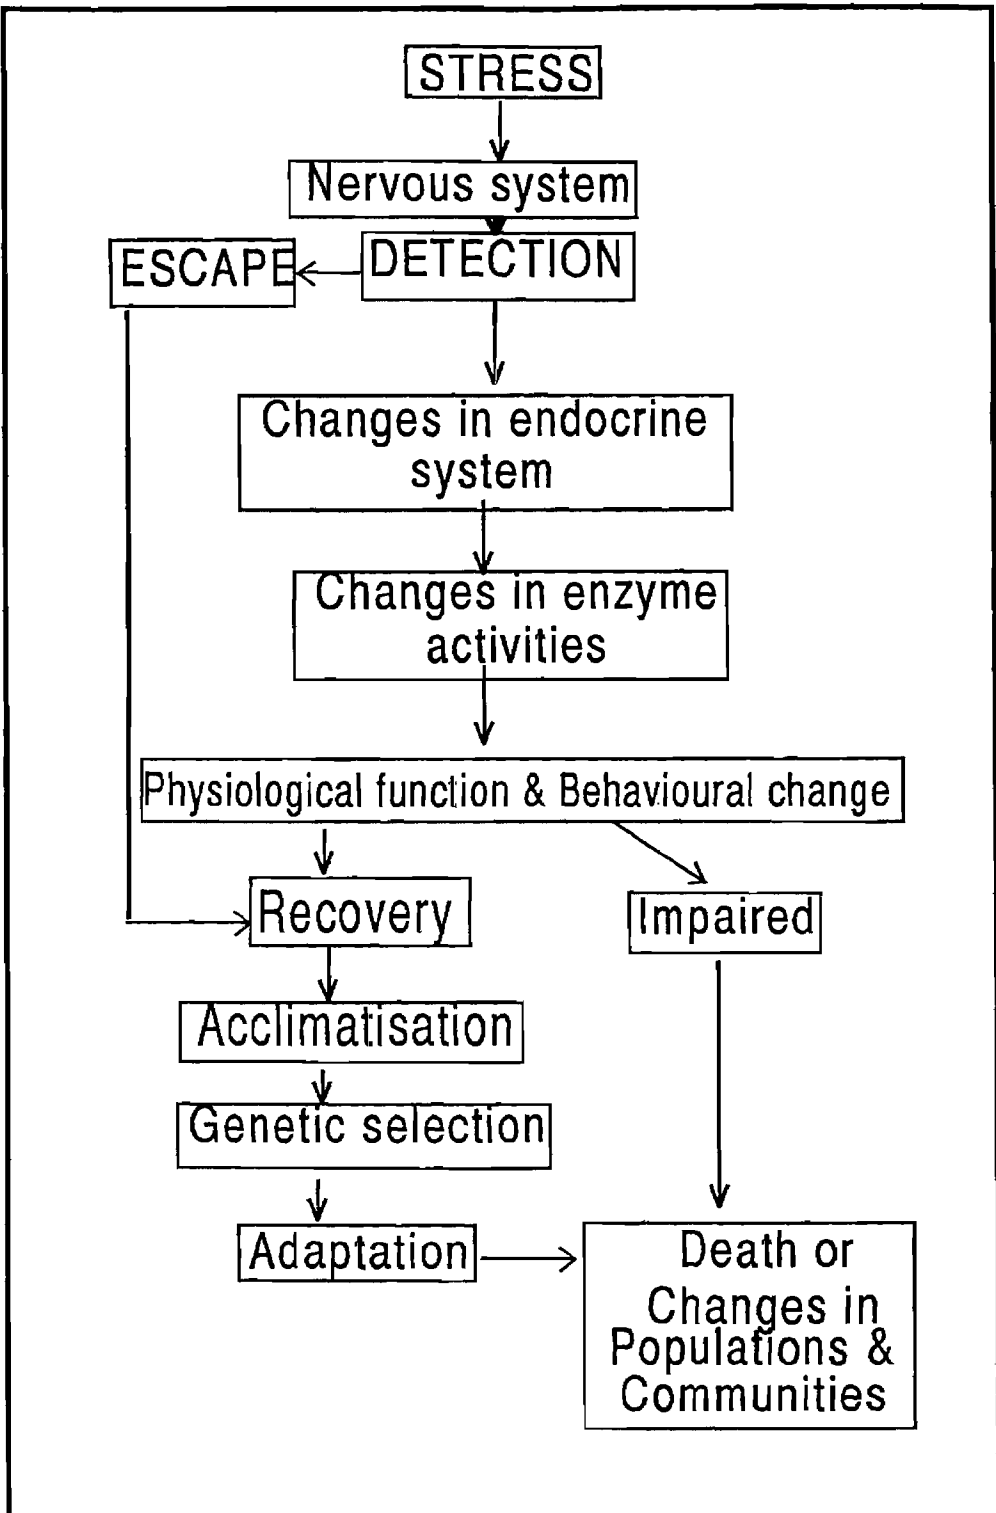 STRESS
Nervous system
ESCAPE
DETECTION
Changes in endocrine
system
Changes in enzyme
activities
Physiological function & Behavioural change
Recovery
Impaired
Acclimatisation
Genetic selection
Adaptation
Death or
Changes in
Populations &
Communities